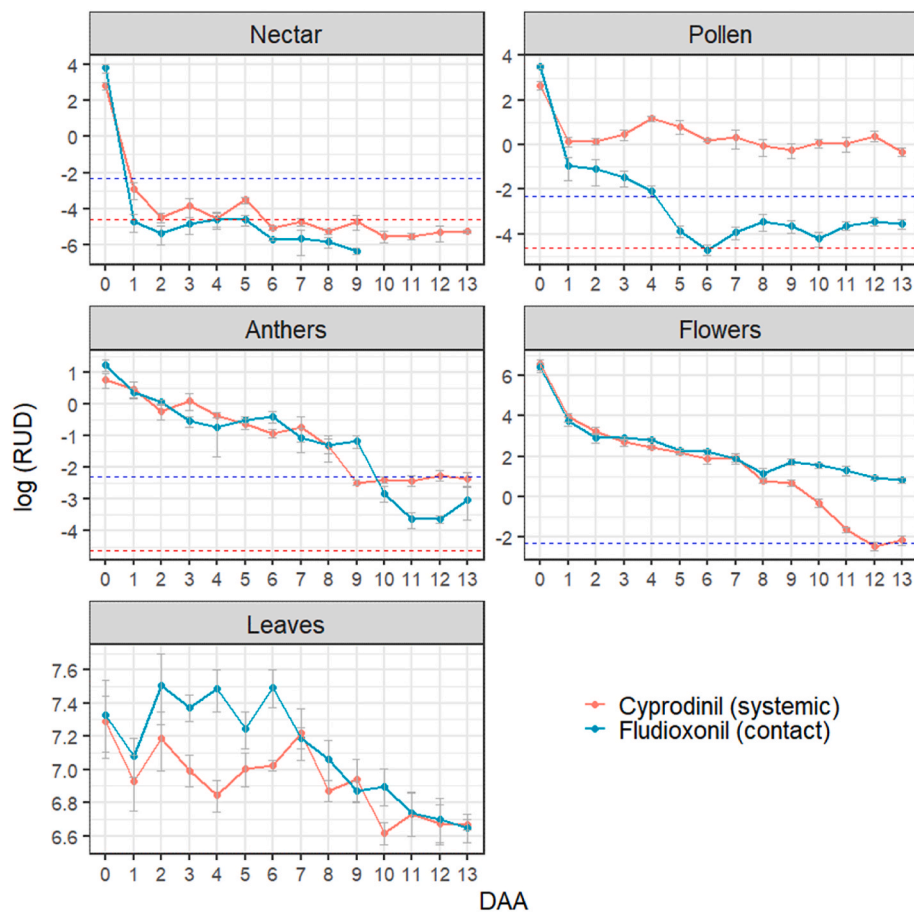 Nectar
Pollen
4
2
0
-2
-4
-6
4
2
0
-2
-4
0 1 2 3 4 5 6 7 8 9 10 11 12 13
0 1 2 3 4 5 6 7 8 9 10 11 12 13
Anthers
Flowers
log (RUD)
1
0
-1
-2
-3
-4
6
4
2
0
-2
0 1 2 3 4 5 6 7 8 9 10 11 12 13
0 1 2 3 4 5 6 7 8 9 10 11 12 13
Leaves
7.6
7.4
7.2
7.0
6.8
6.6
0 1 2 3 4 5 6 7 8 9 10 11 12 13
Cyprodinil (systemic)
Fludioxonil (contact)
DAA